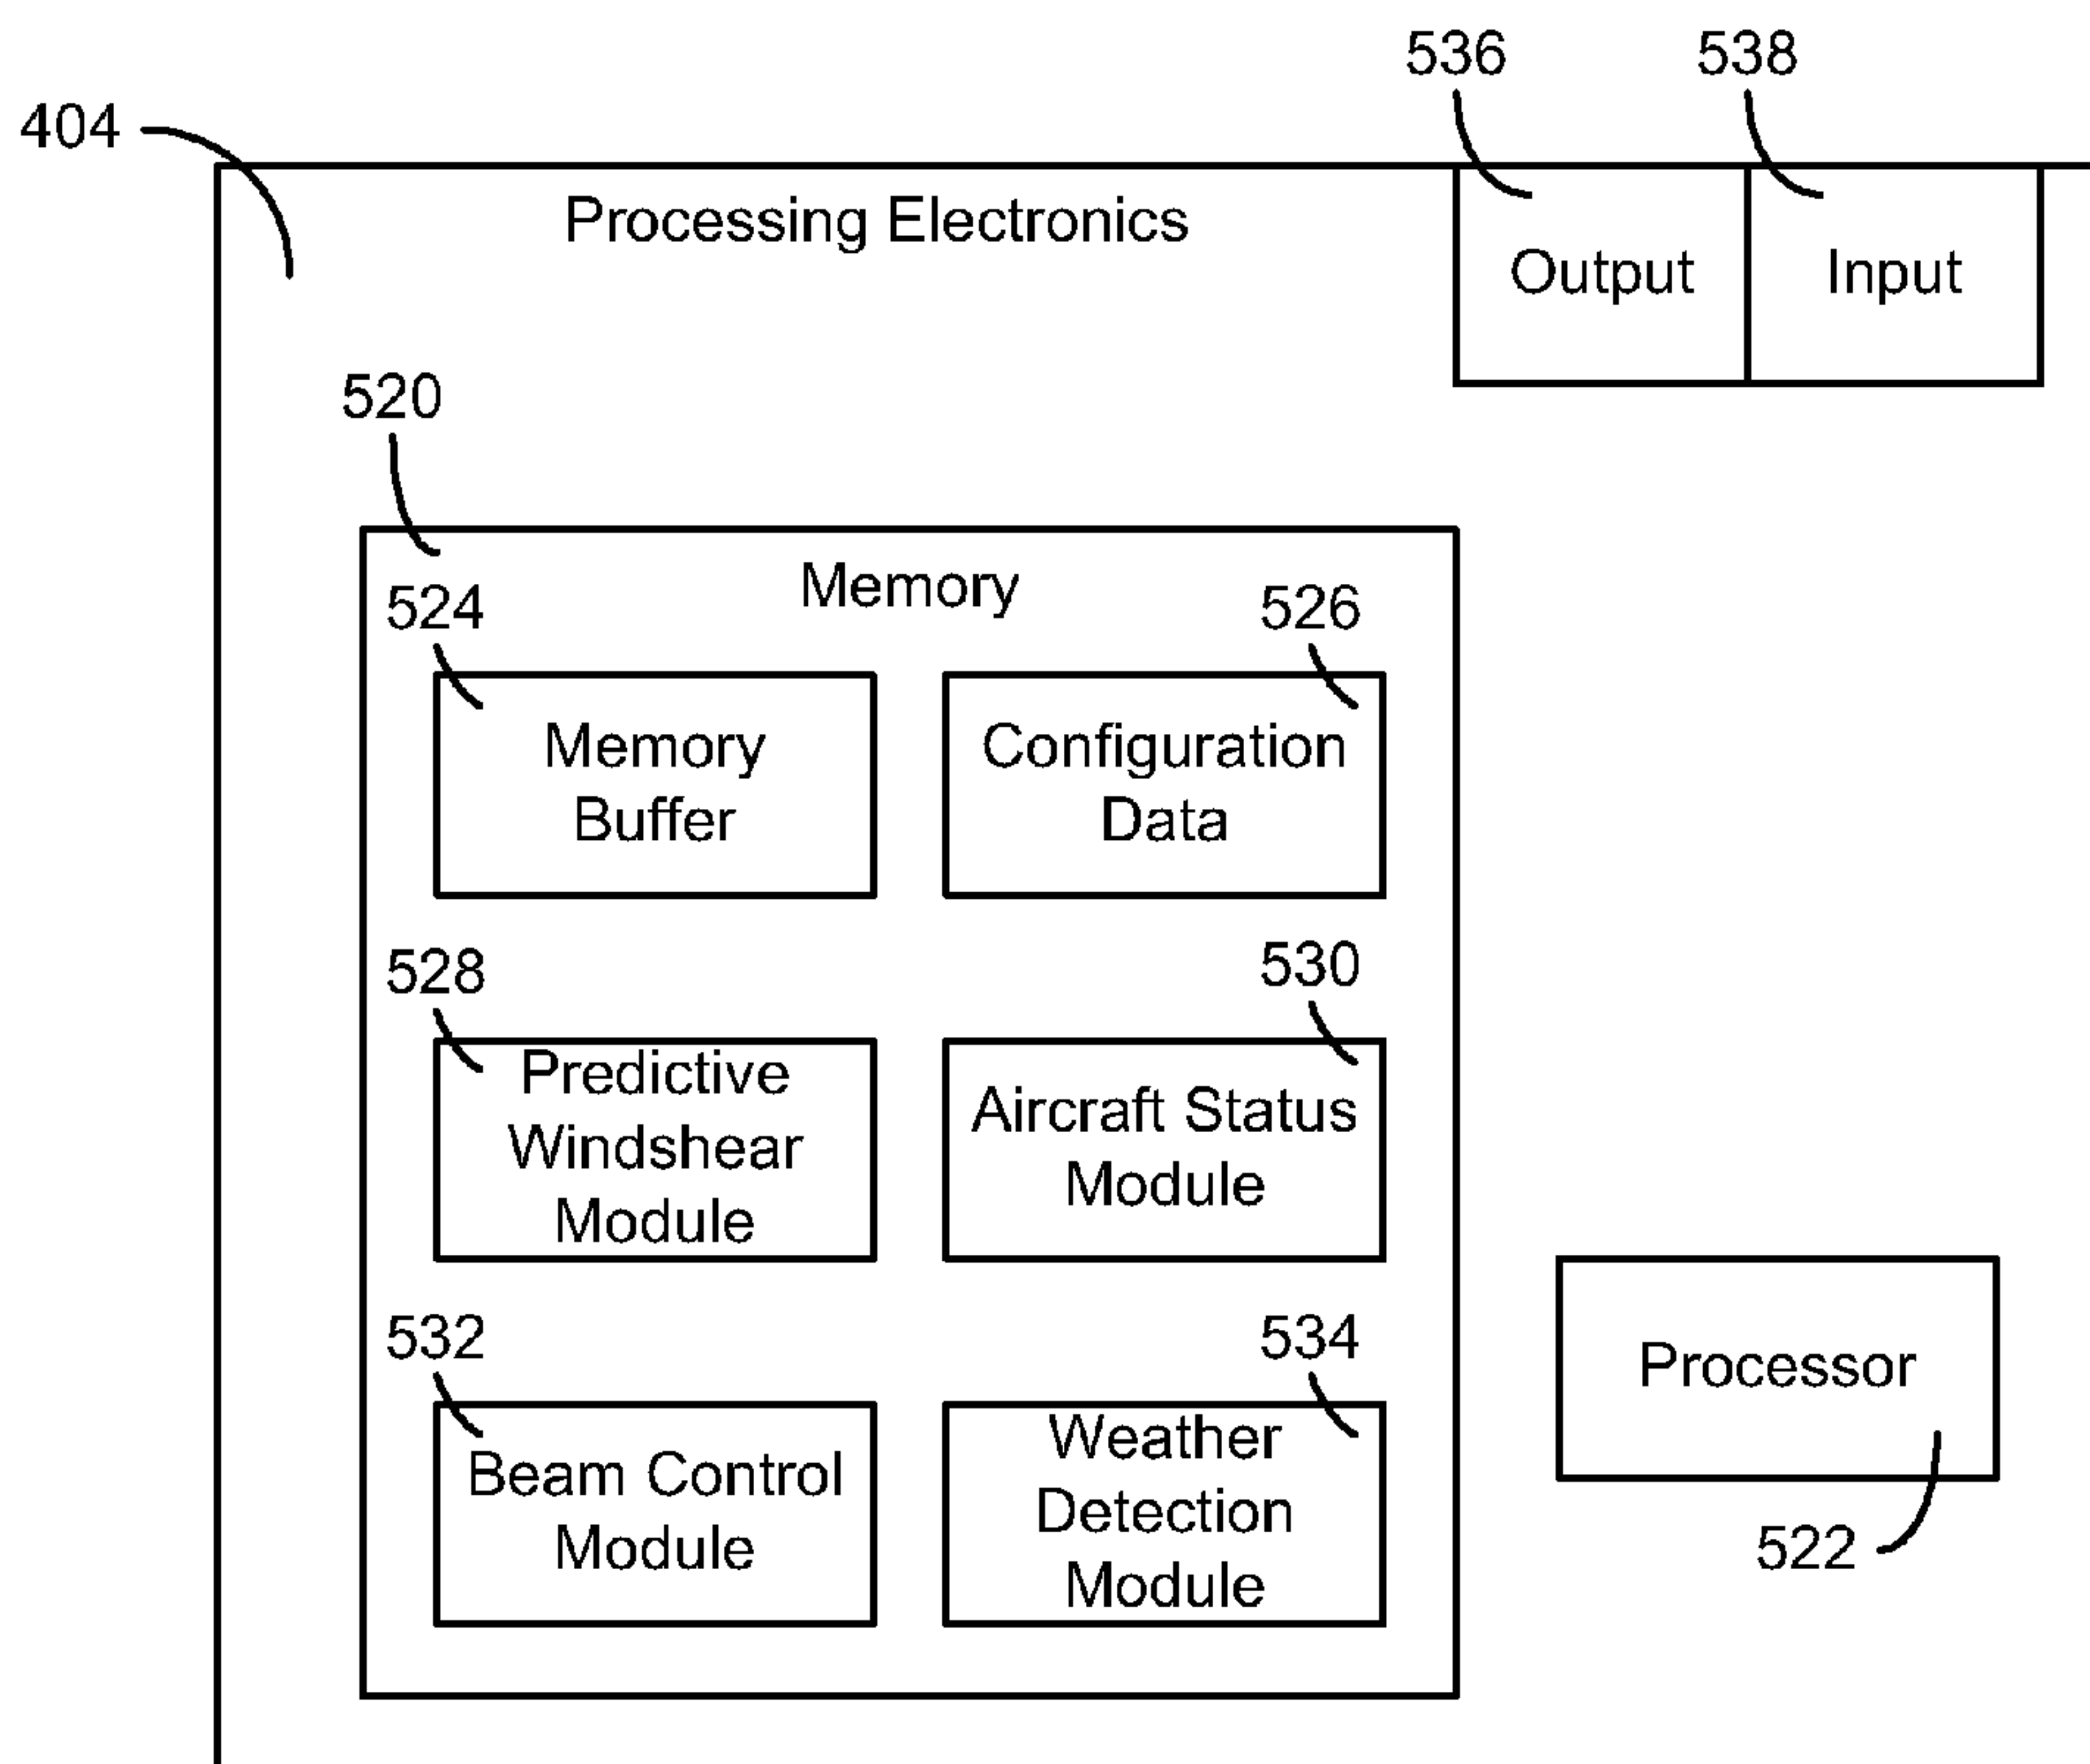 536
538
404
Processing Electronics
Output
Input
520
Memory
524
526
Memory
Buffer
Configuration
Data
528
530
Predictive
Windshear
Module
Aircraft Status
Module
532
534
Beam Control
Module
Weather
Detection
Module
Processor
522